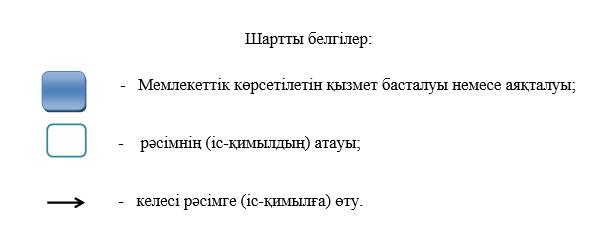 Шартты белгілер:
- Мемлекеттік көрсетілетін қызмет басталуы немесе аяқталуы;
- рәсімнің (іс-қимылдың) атауы;
- келесі рәсімге (іс-қимылға) өту.